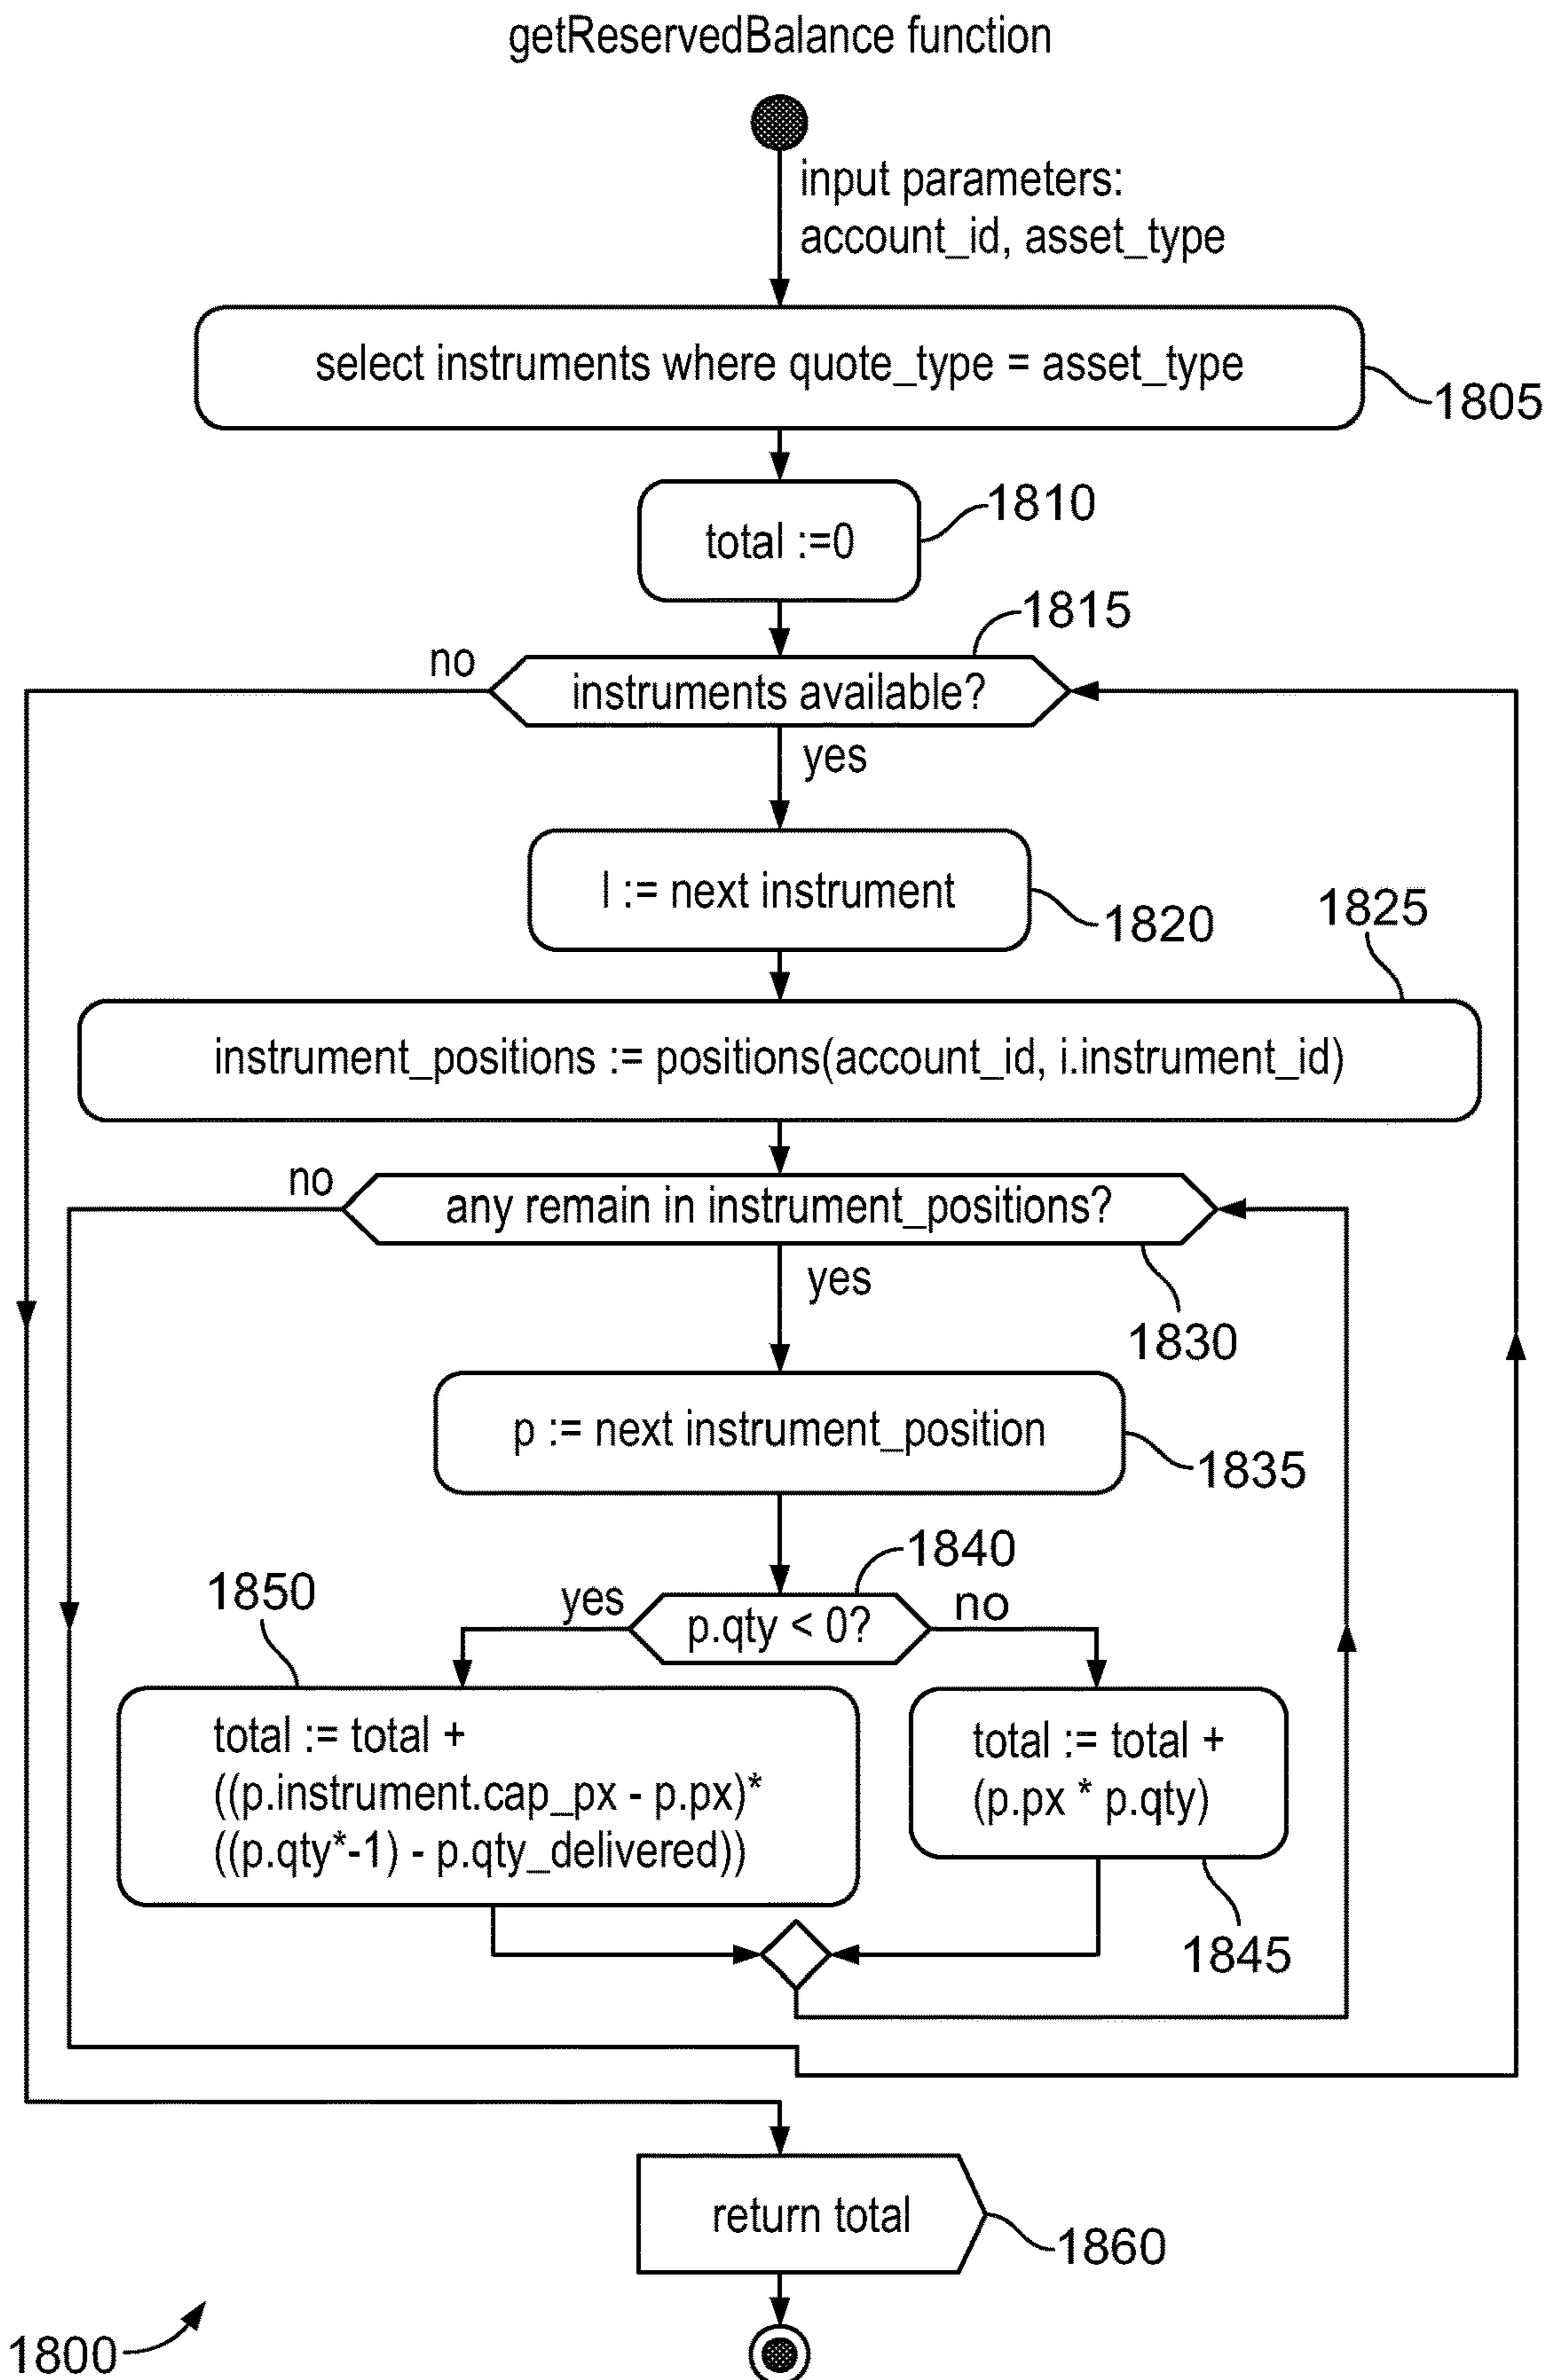 getReservedBalance function
input parameters:
account_id, asset_type
select instruments where quote_type = asset_type
1805
1810
total :=0
1815
no
instruments available?
yes
I := next instrument
1820
1825
instrument_positions := positions(account_id, i.instrument_id)
no
any remain in instrument_positions?
yes
1830
p := next instrument_position
1835
1840
1850
yes
p.qty < 0?
no
total := total +
((p.instrument.cap_px - p.px)*
((p.qty*-1) - p.qty_delivered))
total := total +
(p.px * p.qty)
1845
return total
1860
1800